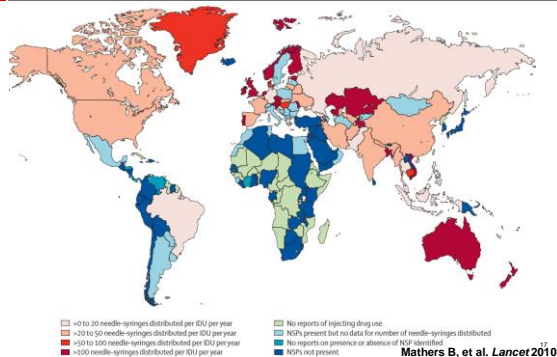 >0 to 20 needle-syringes distributed per IDU per year
>20 to 50 needle-syringes distributed per IDU per year
>50 to 100 needle-syringes distributed per IDU per year
>100 needle-syringes distributed per IDU per year
No reports of injecting drug use
NSPs present but no data for number of needle-syringes distributed
No reports on presence or absence of NSP identified
NSPs not present
17
Mathers B, et al. Lancet 2010